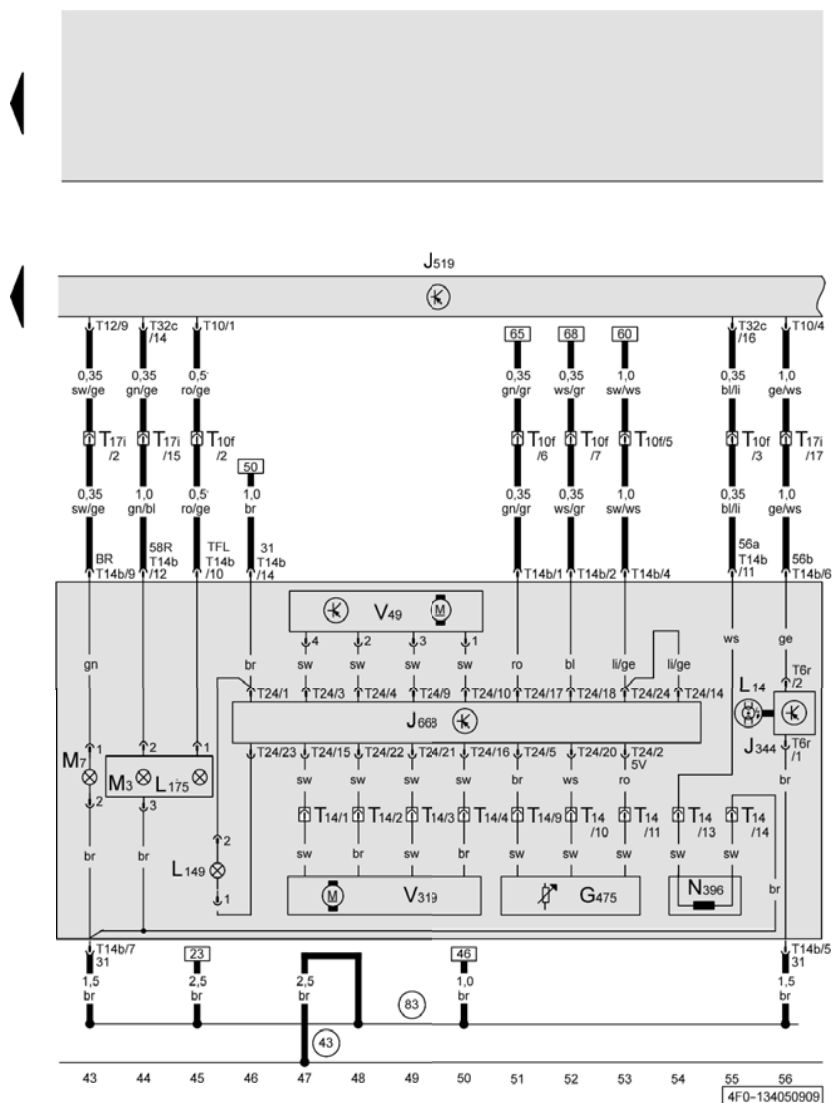 J519
T12/9 T32c /14 T10/1 65 68 60 T32c /16 T10/4
0,35 0,35 0,5 0,35 0,35 1,0 0,35 1,0
sw/ge gn/ge ro/ge gn/gr ws/gr sw/ws bl/li ge/ws
T17i /2 T17i /15 T10f /2 T10f /6 T10f /7 T10f/5 T10f /3 T17i /17
50
0,35 1,0 0,5 1,0 0,35 0,35 1,0 0,35 1,0
sw/ge gn/bl ro/ge br gn/gr ws/gr sw/ws bl/li ge/ws
BR 58R TFL 31 56a 56b
T14b/9 T14b /12 T14b /10 T14b /14 T14b/1 T14b/2 T14b/4 T14b /11 T14b/6
V49 M
4 2 3 1
gn br sw sw sw sw ro bl li/ge li/ge ws ge
T24/1 T24/3 T24/4 T24/9 T24/10 T24/17 T24/18 T24/24 T24/14
L14 T6r /2
J668
J344 T6r /1
T24/23 T24/15 T24/22 T24/21 T24/16 T24/5 T24/20 T24/2
5V
M7 1 2 M3 L175 2 1 3
sw sw sw sw br ws ro br
T14/1 T14/2 T14/3 T14/4 T14/9 T14 /10 T14 /11 T14 /13 T14 /14
br br L149 2 1 sw br sw br sw sw sw sw sw br
M V319 G475 N396
T14b/7 T14b/5
31 23 46 31
1,5 2,5 2,5 1,0 1,5
br br br br br
83
43
43 44 45 46 47 48 49 50 51 52 53 54 55 56
4F0-134050909